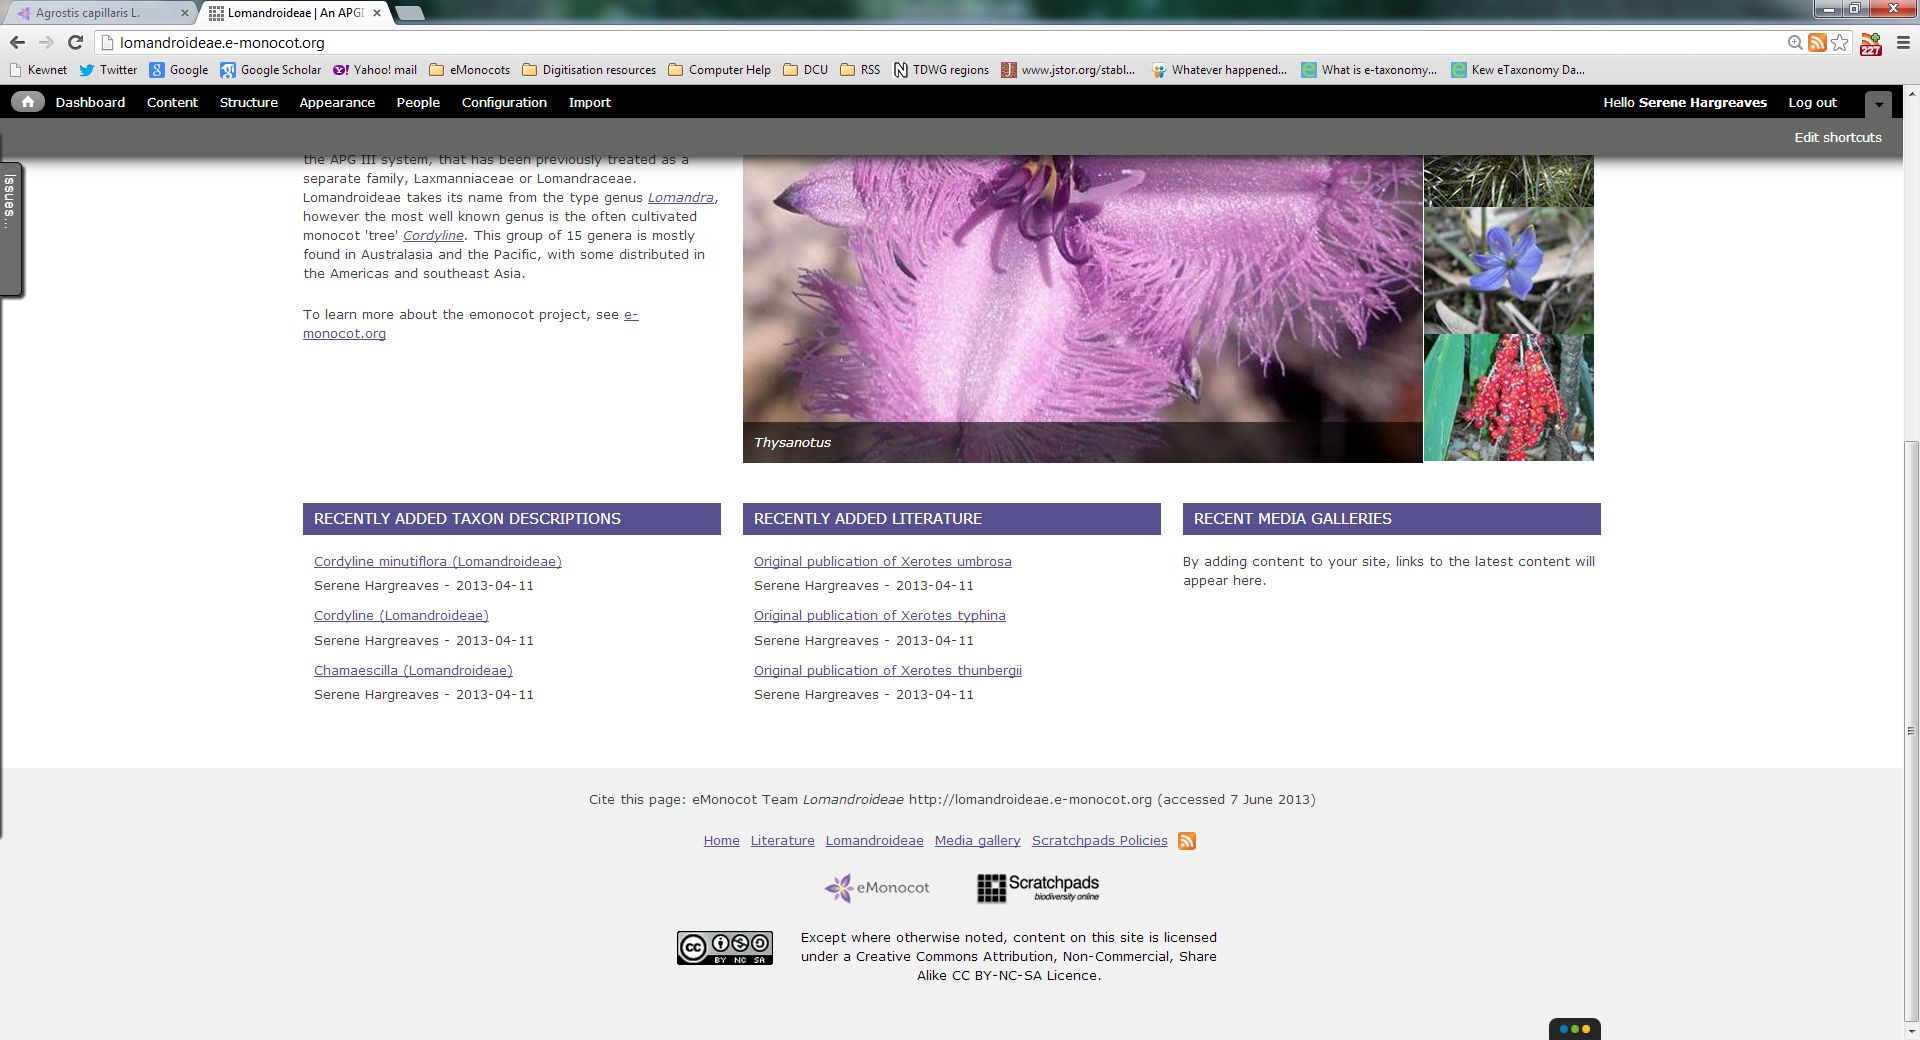 Agrostis capillaris L.
Lomandroideae | An APGI
lomandroideae.e-monocot.org
227
Kewnet Twitter Google Google Scholar Yahoo! mail eMonocots Digitisation resources Computer Help DCU RSS TDWG regions www.jstor.org/stabl... Whatever happened... What is e-taxonomy... Kew eTaxonomy Da...
Dashboard Content Structure Appearance People Configuration Import Hello Serene Hargreaves Log out
Edit shortcuts
Issues...
the APG III system, that has been previously treated as a
separate family, Laxmanniaceae or Lomandraceae.
Lomandroideae takes its name from the type genus Lomandra,
however the most well known genus is the often cultivated
monocot 'tree' Cordyline. This group of 15 genera is mostly
found in Australasia and the Pacific, with some distributed in
the Americas and southeast Asia.
To learn more about the emonocot project, see e-
monocot.org
Thysanotus
RECENTLY ADDED TAXON DESCRIPTIONS
Cordyline minutiflora (Lomandroideae)
Serene Hargreaves - 2013-04-11
Cordyline (Lomandroideae)
Serene Hargreaves - 2013-04-11
Chamaescilla (Lomandroideae)
Serene Hargreaves - 2013-04-11
RECENTLY ADDED LITERATURE
Original publication of Xerotes umbrosa
Serene Hargreaves - 2013-04-11
Original publication of Xerotes typhina
Serene Hargreaves - 2013-04-11
Original publication of Xerotes thunbergii
Serene Hargreaves - 2013-04-11
RECENT MEDIA GALLERIES
By adding content to your site, links to the latest content will
appear here.
Cite this page: eMonocot Team Lomandroideae http://lomandroideae.e-monocot.org (accessed 7 June 2013)
Home Literature Lomandroideae Media gallery Scratchpads Policies
eMonocot
Scratchpads
biodiversity online
cc BY NC SA
Except where otherwise noted, content on this site is licensed
under a Creative Commons Attribution, Non-Commercial, Share
Alike CC BY-NC-SA Licence.